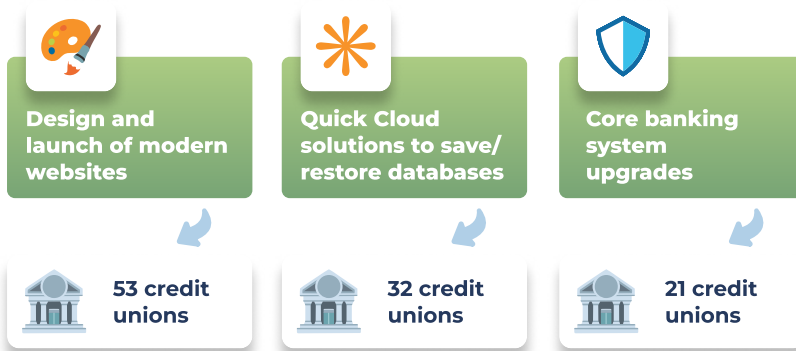 Design and
launch of modern
websites
Quick Cloud
solutions to save/
restore databases
Core banking
system
upgrades
53 credit
unions
32 credit
unions
21 credit
unions